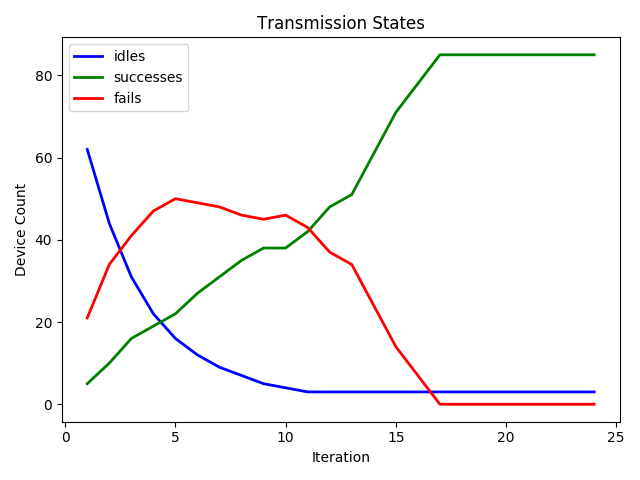 Transmission States
idles
successes
fails
Device Count
80
60
40
20
0
0 5 10 15 20 25
Iteration